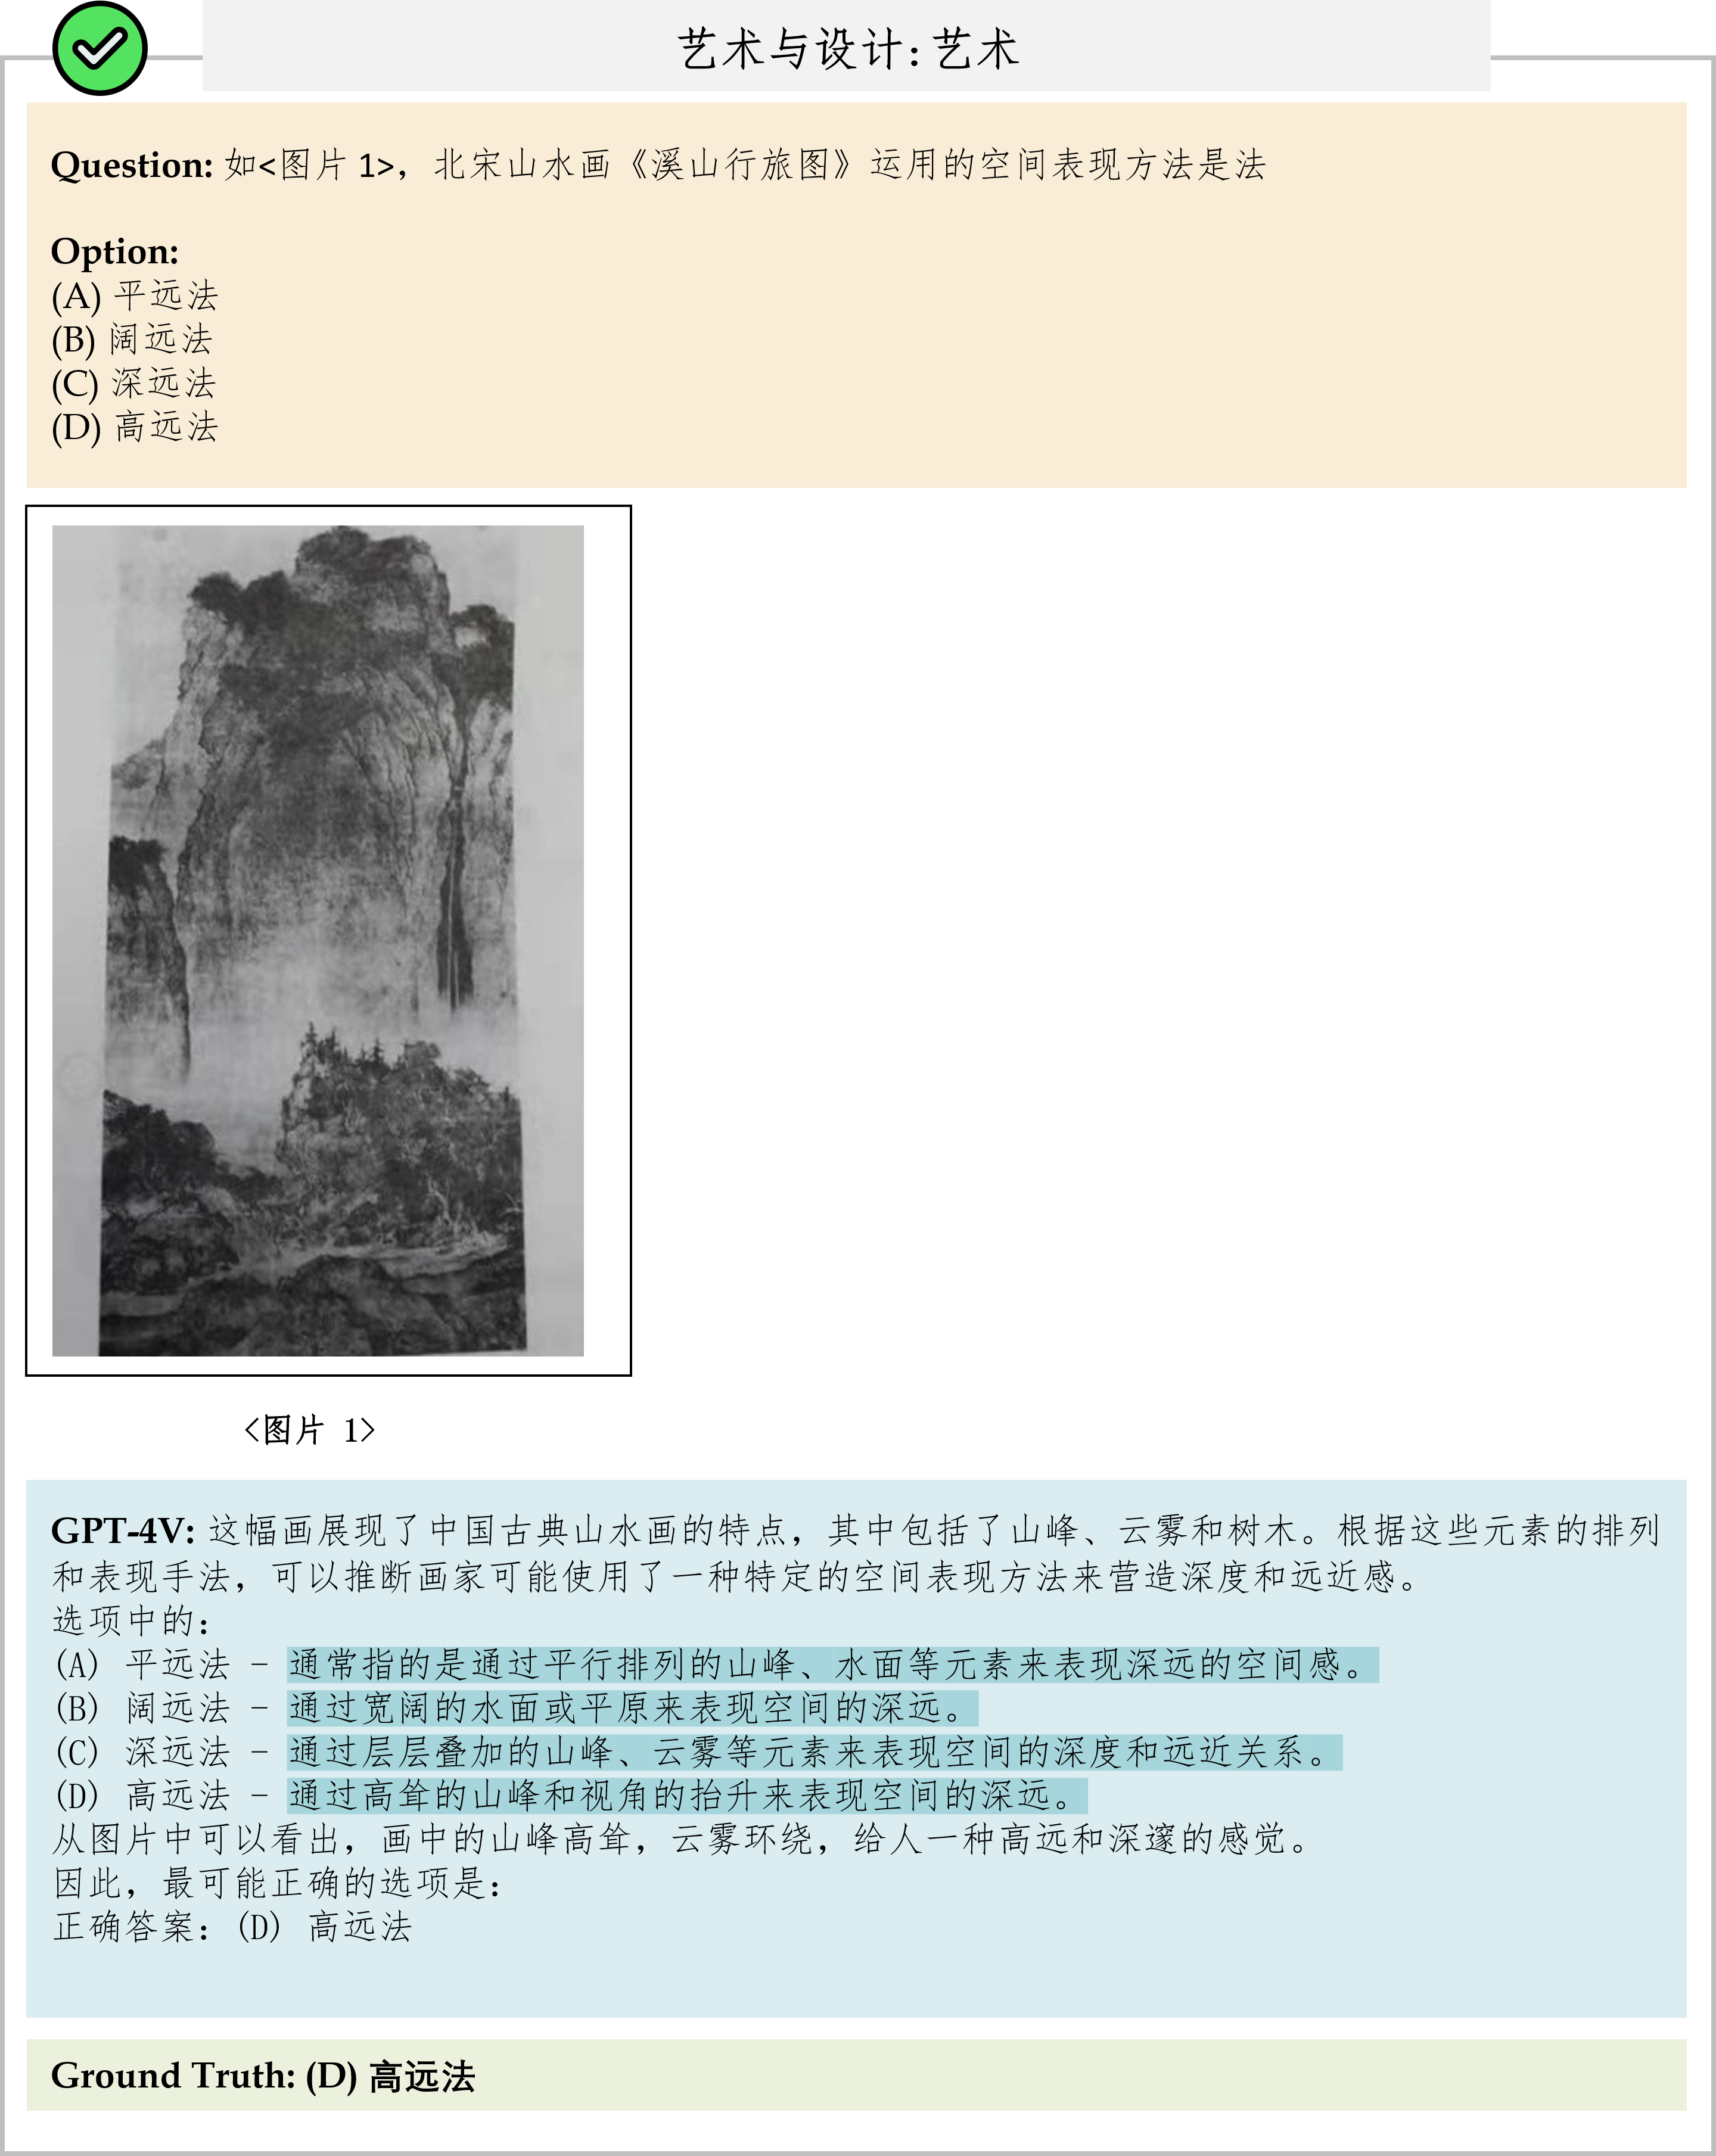 艺术与设计:艺术
Question: 如<图片 1>，北宋山水画《溪山行旅图》运用的空间表现方法是法
Option:
(A) 平远法
(B) 阔远法
(C) 深远法
(D) 高远法
<图片 1>
GPT-4V: 这幅画展现了中国古典山水画的特点，其中包括了山峰、云雾和树木。根据这些元素的排列
和表现手法，可以推断画家可能使用了一种特定的空间表现方法来营造深度和远近感。
选项中的：
(A) 平远法 - 通常指的是通过平行排列的山峰、水面等元素来表现深远的空间感。
(B) 阔远法 - 通过宽阔的水面或平原来表现空间的深远。
(C) 深远法 - 通过层层叠加的山峰、云雾等元素来表现空间的深度和远近关系。
(D) 高远法 - 通过高耸的山峰和视角的抬升来表现空间的深远。
从图片中可以看出，画中的山峰高耸，云雾环绕，给人一种高远和深邃的感觉。
因此，最可能正确的选项是：
正确答案：(D) 高远法
Ground Truth: (D) 高远法